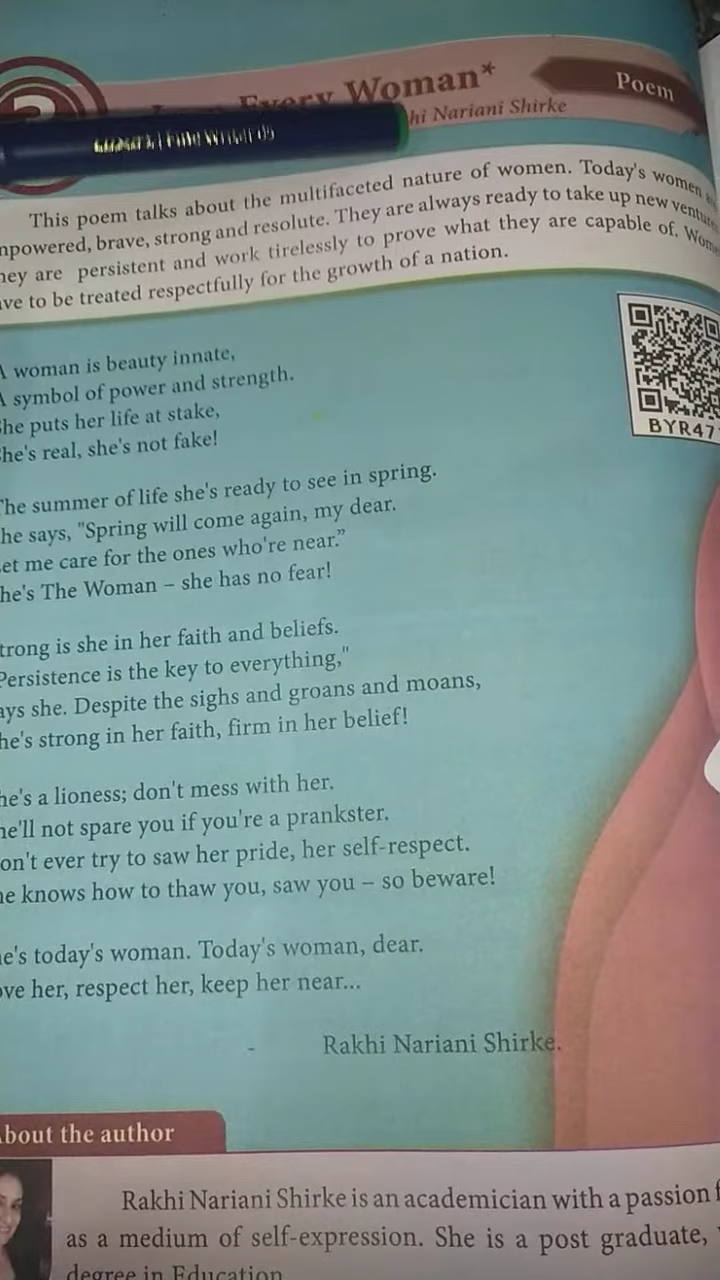 Every Woman*
Poem
hi Nariani Shirke
This poem talks about the multifaceted nature of women. Today's women
npowered, brave, strong and resolute. They are always ready to take up new venture
hey are persistent and work tirelessly to prove what they are capable of. Wom
ave to be treated respectfully for the growth of a nation.
A woman is beauty innate,
A symbol of power and strength.
She puts her life at stake,
She's real, she's not fake!
BYR47
The summer of life she's ready to see in spring.
he says, "Spring will come again, my dear.
Let me care for the ones who're near.”
he's The Woman – she has no fear!
trong is she in her faith and beliefs.
Persistence is the key to everything,"
ays she. Despite the sighs and groans and moans,
he's strong in her faith, firm in her belief!
he's a lioness; don't mess with her.
he'll not spare you if you're a prankster.
on't ever try to saw her pride, her self-respect.
he knows how to thaw you, saw you – so beware!
e's today's woman. Today's woman, dear.
ove her, respect her, keep her near...
- Rakhi Nariani Shirke.
About the author
Rakhi Nariani Shirke is an academician with a passion f
as a medium of self-expression. She is a post graduate,
degree in Education